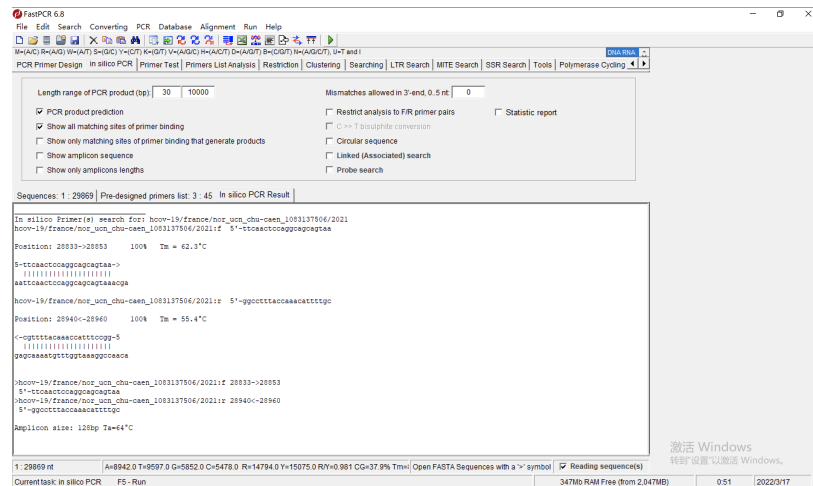 FastPCR 6.8
File Edit Search Converting PCR Database Alignment Run Help
M=(A/C) R=(A/G) W=(A/T) S=(G/C) Y=(C/T) K=(G/T) V=(A/G/C) H=(A/C/T) D=(A/G/T) B=(C/G/T) N=(A/G/C/T), U=T and I
DNA RNA
PCR Primer Design In silico PCR Primer Test Primers List Analysis Restriction Clustering Searching LTR Search MITE Search SSR Search Tools Polymerase Cycling
Length range of PCR product (bp): 30 10000 Mismatches allowed in 3'-end, 0..5 nt: 0
PCR product prediction Restrict analysis to F/R primer pairs Statistic report
Show all matching sites of primer binding C >> T bisulphite conversion
Show only matching sites of primer binding that generate products Circular sequence
Show amplicon sequence Linked (Associated) search
Show only amplicons lengths Probe search
Sequences: 1 : 29869 Pre-designed primers list: 3 : 45 In silico PCR Result
In silico Primer(s) search for: hcov-19/france/nor_ucn_chu-caen_1083137506/2021
hcov-19/france/nor_ucn_chu-caen_1083137506/2021:f 5'-ttcaactccaggcagcagtaa
Position: 28833->28853 100% Tm = 62.3°C
5-ttcaactccaggcagcagtaa->
|||||||||||||||||||||
aattcaactccaggcagcagtaaacga
hcov-19/france/nor_ucn_chu-caen_1083137506/2021:r 5'-ggcctttaccaaacattttgc
Position: 28940<-28960 100% Tm = 55.4°C
<-cgttttacaaaccatttccgg-5
|||||||||||||||||||||
gagcaaaatgtttggtaaaggccaaca
>hcov-19/france/nor_ucn_chu-caen_1083137506/2021:f 28833->28853
5'-ttcaactccaggcagcagtaa
>hcov-19/france/nor_ucn_chu-caen_1083137506/2021:r 28940<-28960
5'-ggcctttaccaaacattttgc
Amplicon size: 128bp Ta=64°C
激活 Windows
转到"设置"以激活 Windows。
1 : 29869 nt A=8942.0 T=9597.0 G=5852.0 C=5478.0 R=14794.0 Y=15075.0 R/Y=0.981 CG=37.9% Tm= Open FASTA Sequences with a '>' symbol Reading sequence(s)
Current task: in silico PCR F5 - Run 347Mb RAM Free (from 2,047MB) 0:51 2022/3/17